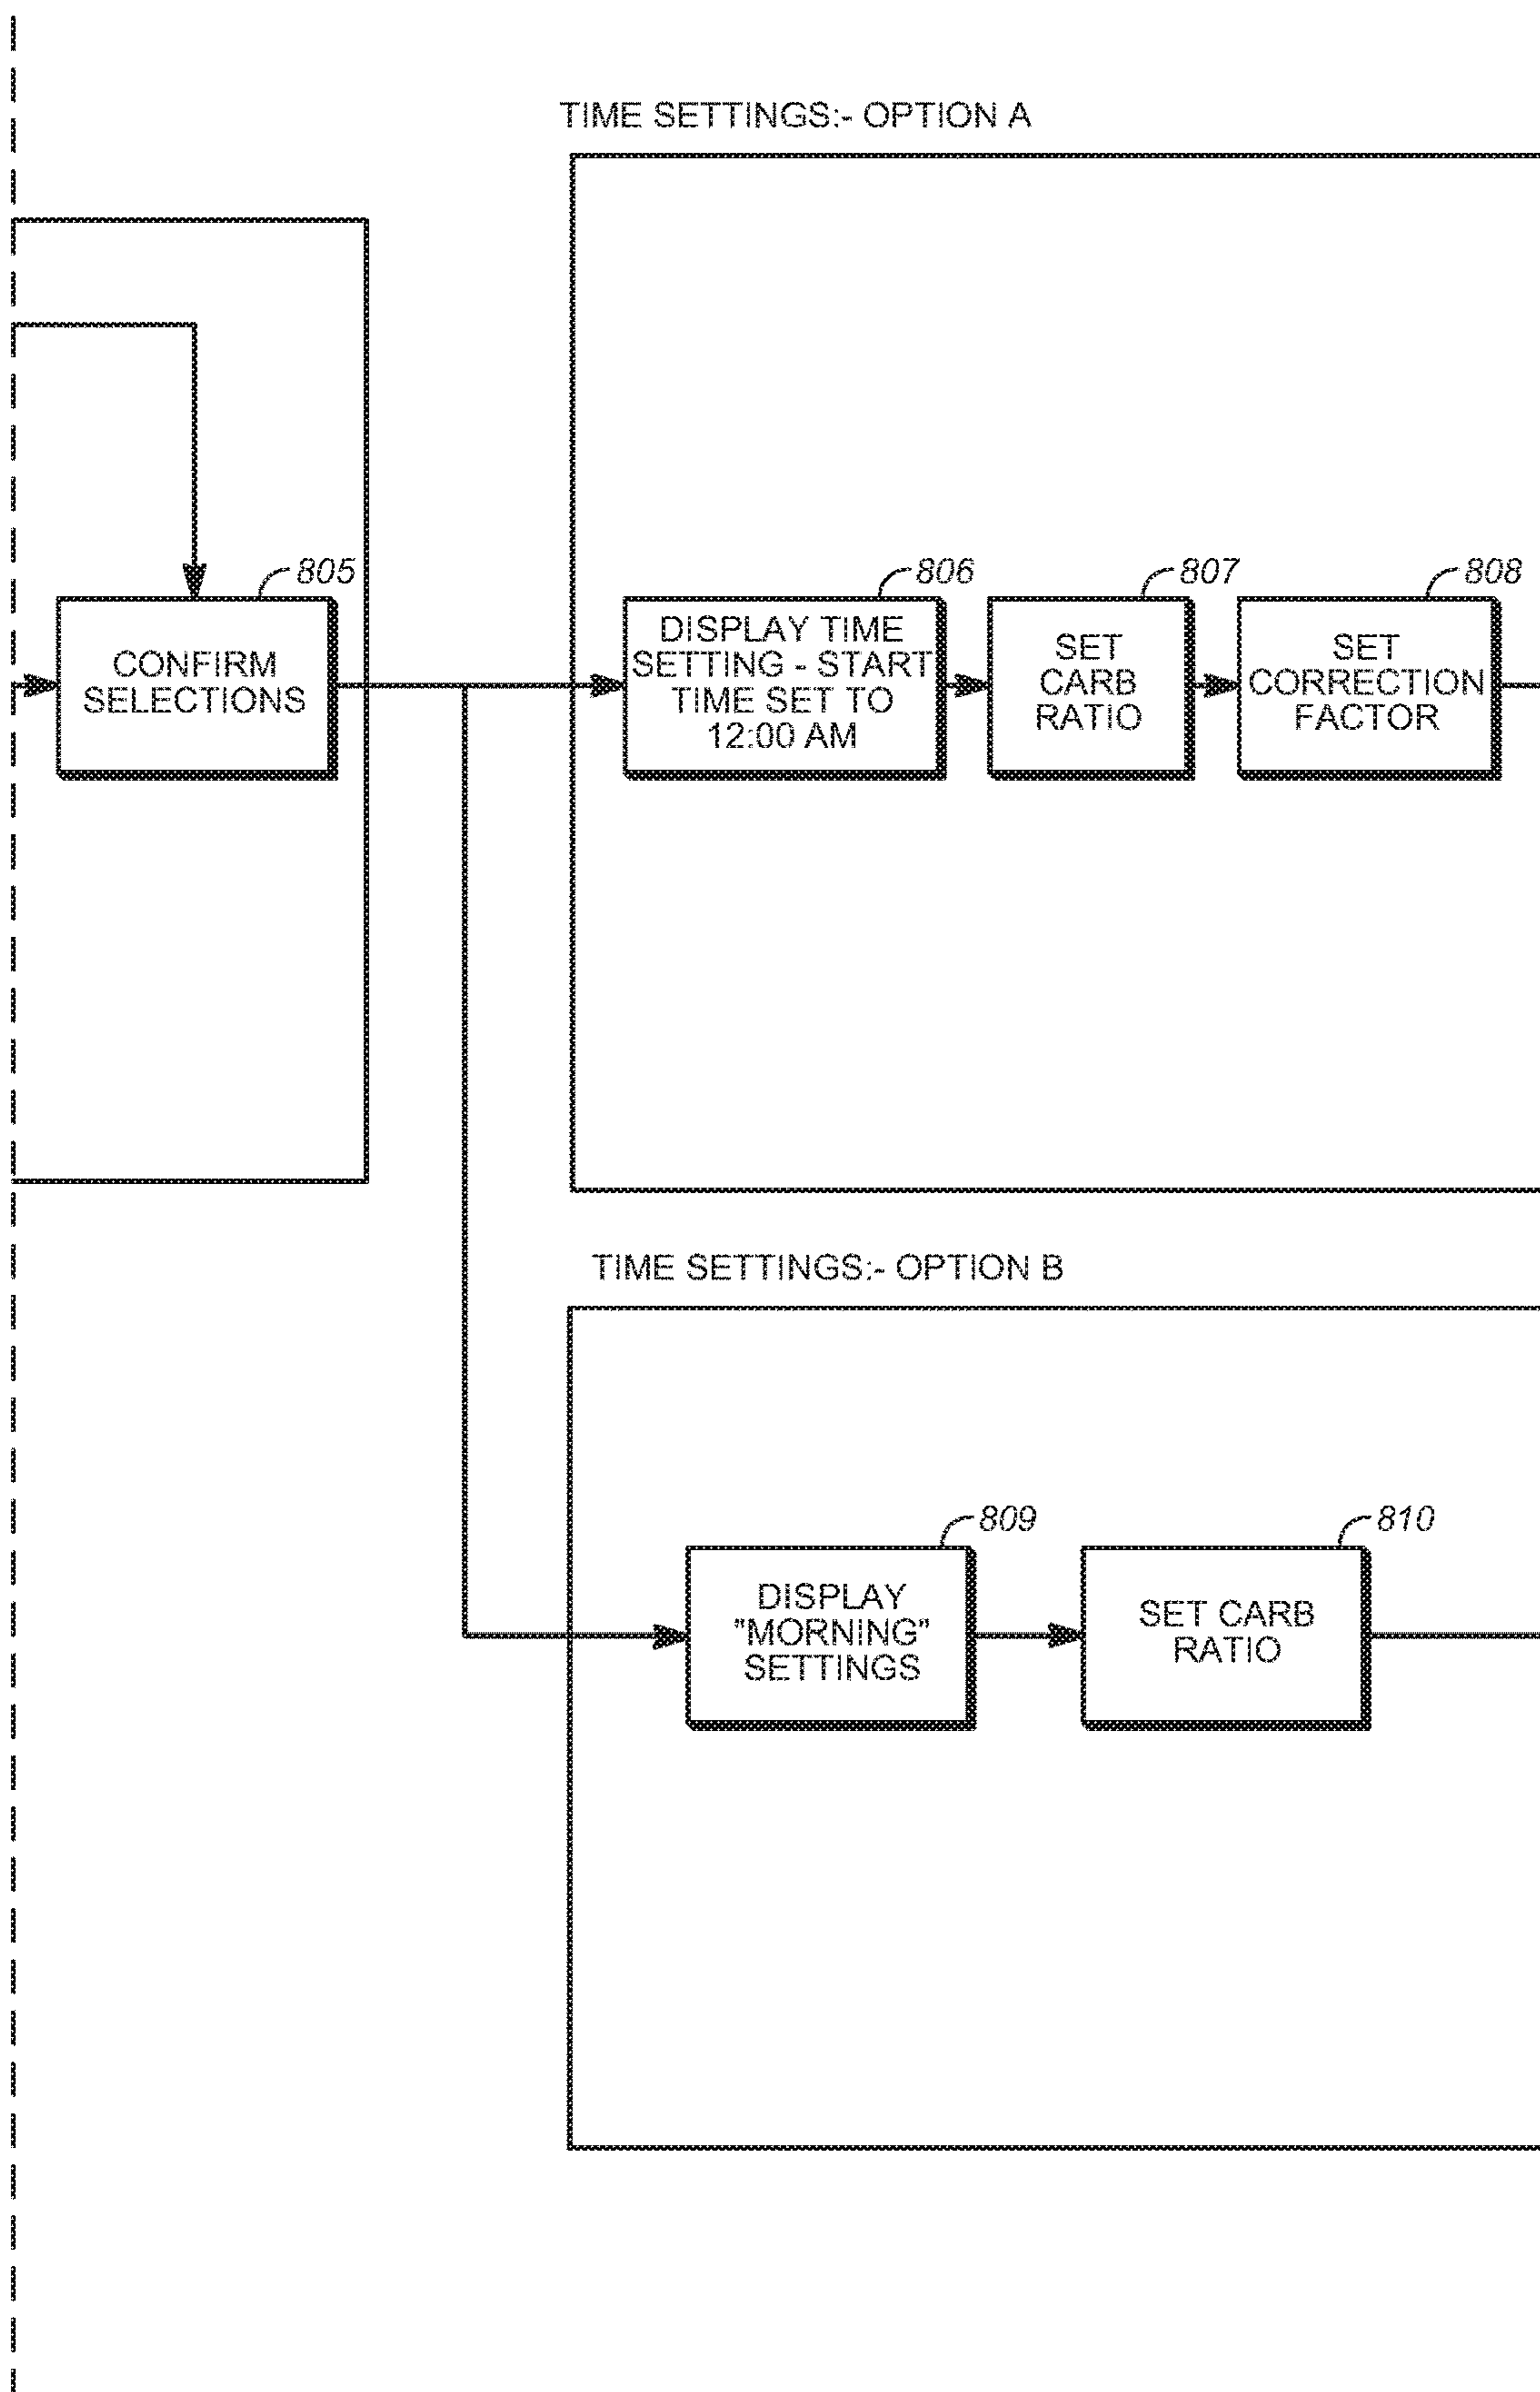 TIME SETTINGS:- OPTION A
805
CONFIRM
SELECTIONS
806
DISPLAY TIME
SETTING - START
TIME SET TO
12:00 AM
807
SET
CARB
RATIO
808
SET
CORRECTION
FACTOR
TIME SETTINGS:- OPTION B
809
DISPLAY
"MORNING"
SETTINGS
810
SET CARB
RATIO